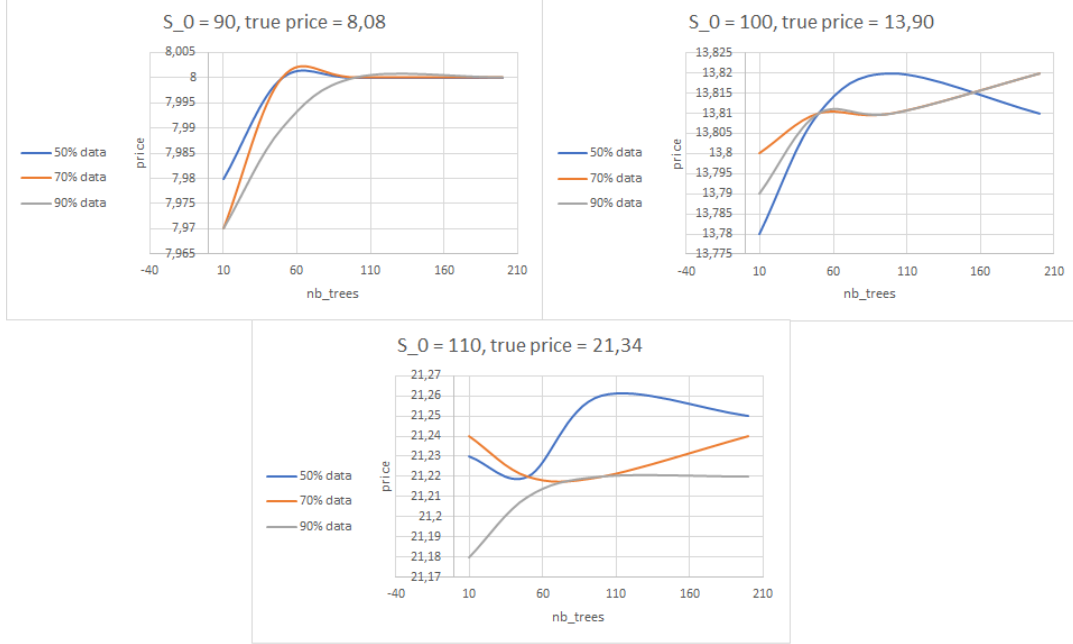 S_0 = 90, true price = 8,08
8,005
8
7,995
7,99
7,985
7,98
7,975
7,97
7,965
price
-40 10 60 110 160 210
nb_trees
50% data
70% data
90% data
S_0 = 100, true price = 13,90
13,825
13,82
13,815
13,81
13,805
13,8
13,795
13,79
13,785
13,78
13,775
price
-40 10 60 110 160 210
nb_trees
50% data
70% data
90% data
S_0 = 110, true price = 21,34
21,27
21,26
21,25
21,24
21,23
21,22
21,21
21,2
21,19
21,18
21,17
price
-40 10 60 110 160 210
nb_trees
50% data
70% data
90% data